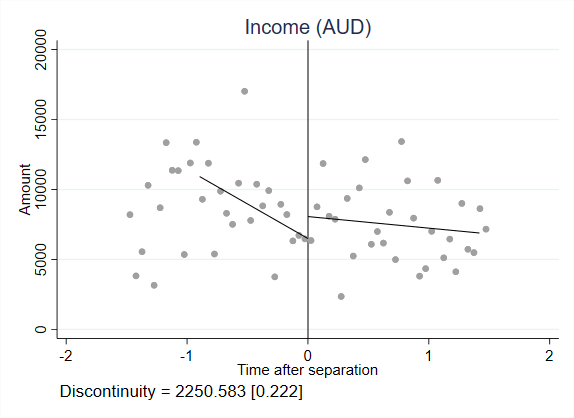 Income (AUD)
20000
15000
10000
5000
0
Amount
-2 -1 0 1 2
Time after separation
Discontinuity = 2250.583 [0.222]